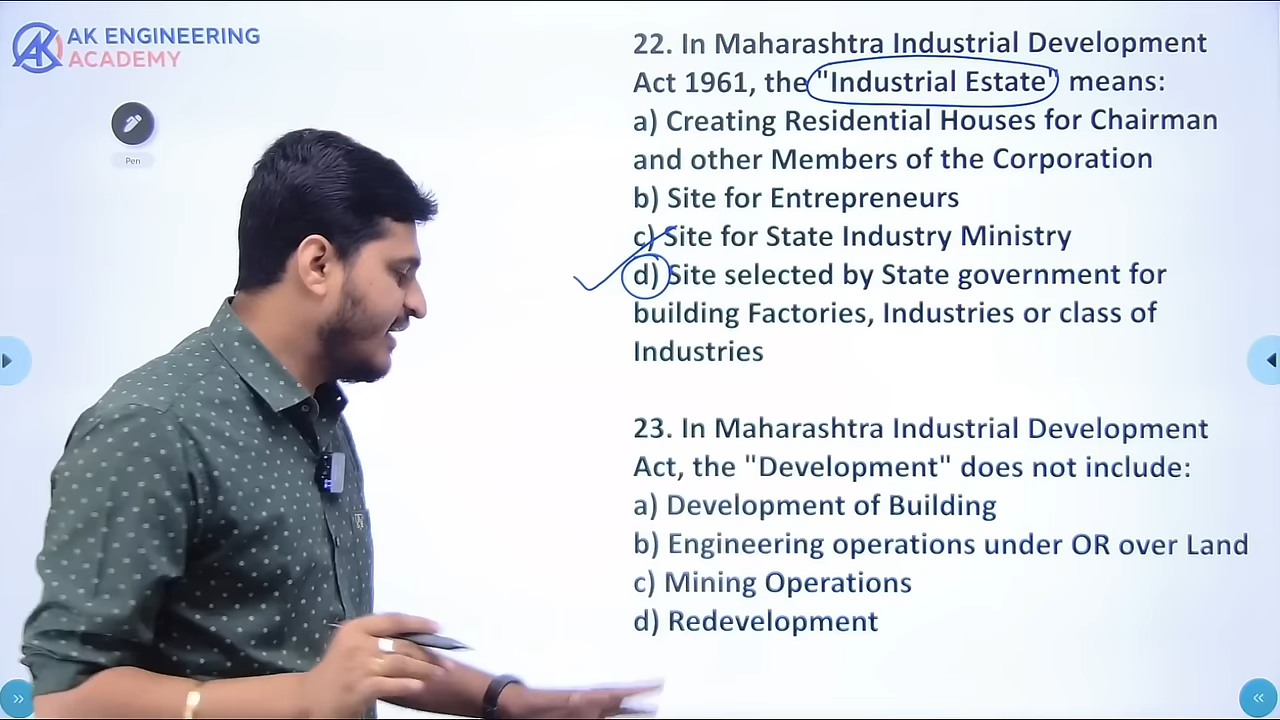 AK ENGINEERING
ACADEMY
Pen
22. In Maharashtra Industrial Development
Act 1961, the "Industrial Estate" means:
a) Creating Residential Houses for Chairman
and other Members of the Corporation
b) Site for Entrepreneurs
c) Site for State Industry Ministry
d) Site selected by State government for
building Factories, Industries or class of
Industries
23. In Maharashtra Industrial Development
Act, the "Development" does not include:
a) Development of Building
b) Engineering operations under OR over Land
c) Mining Operations
d) Redevelopment